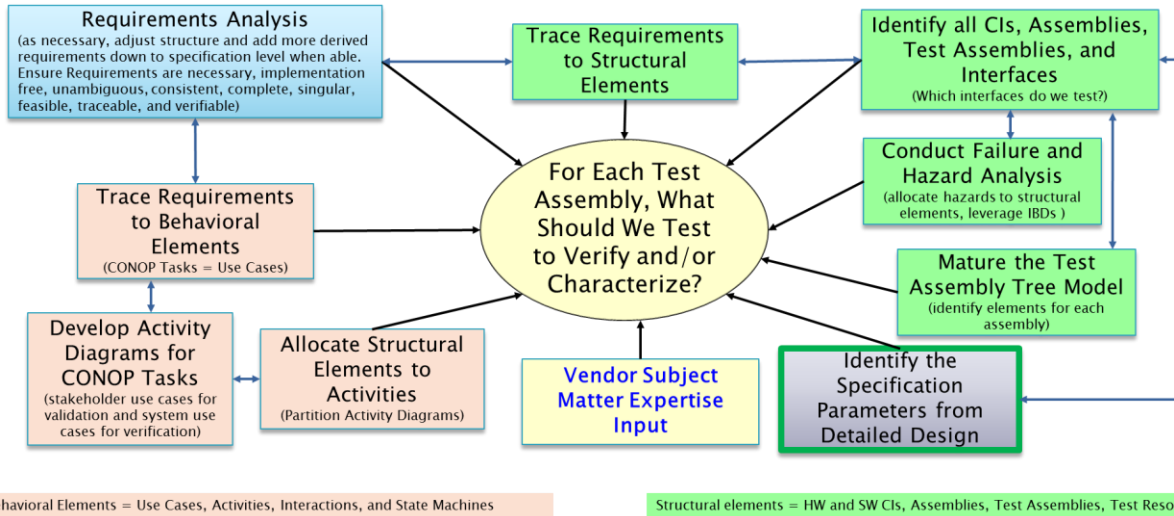 Requirements Analysis
(as necessary, adjust structure and add more derived
requirements down to specification level when able.
Ensure Requirements are necessary, implementation
free, unambiguous, consistent, complete, singular,
feasible, traceable, and verifiable)
Trace Requirements
to Structural
Elements
Identify all CIs, Assemblies,
Test Assemblies, and
Interfaces
(Which interfaces do we test?)
Conduct Failure and
Hazard Analysis
(allocate hazards to structural
elements, leverage IBDs )
For Each Test
Assembly, What
Should We Test
to Verify and/or
Characterize?
Trace Requirements
to Behavioral
Elements
(CONOP Tasks = Use Cases)
Mature the Test
Assembly Tree Model
(identify elements for each
assembly)
Develop Activity
Diagrams for
CONOP Tasks
(stakeholder use cases for
validation and system use
cases for verification)
Allocate Structural
Elements to
Activities
(Partition Activity Diagrams)
Vendor Subject
Matter Expertise
Input
Identify the
Specification
Parameters from
Detailed Design
havioral Elements = Use Cases, Activities, Interactions, and State Machines
Structural elements = HW and SW CIs, Assemblies, Test Assemblies, Test Reso